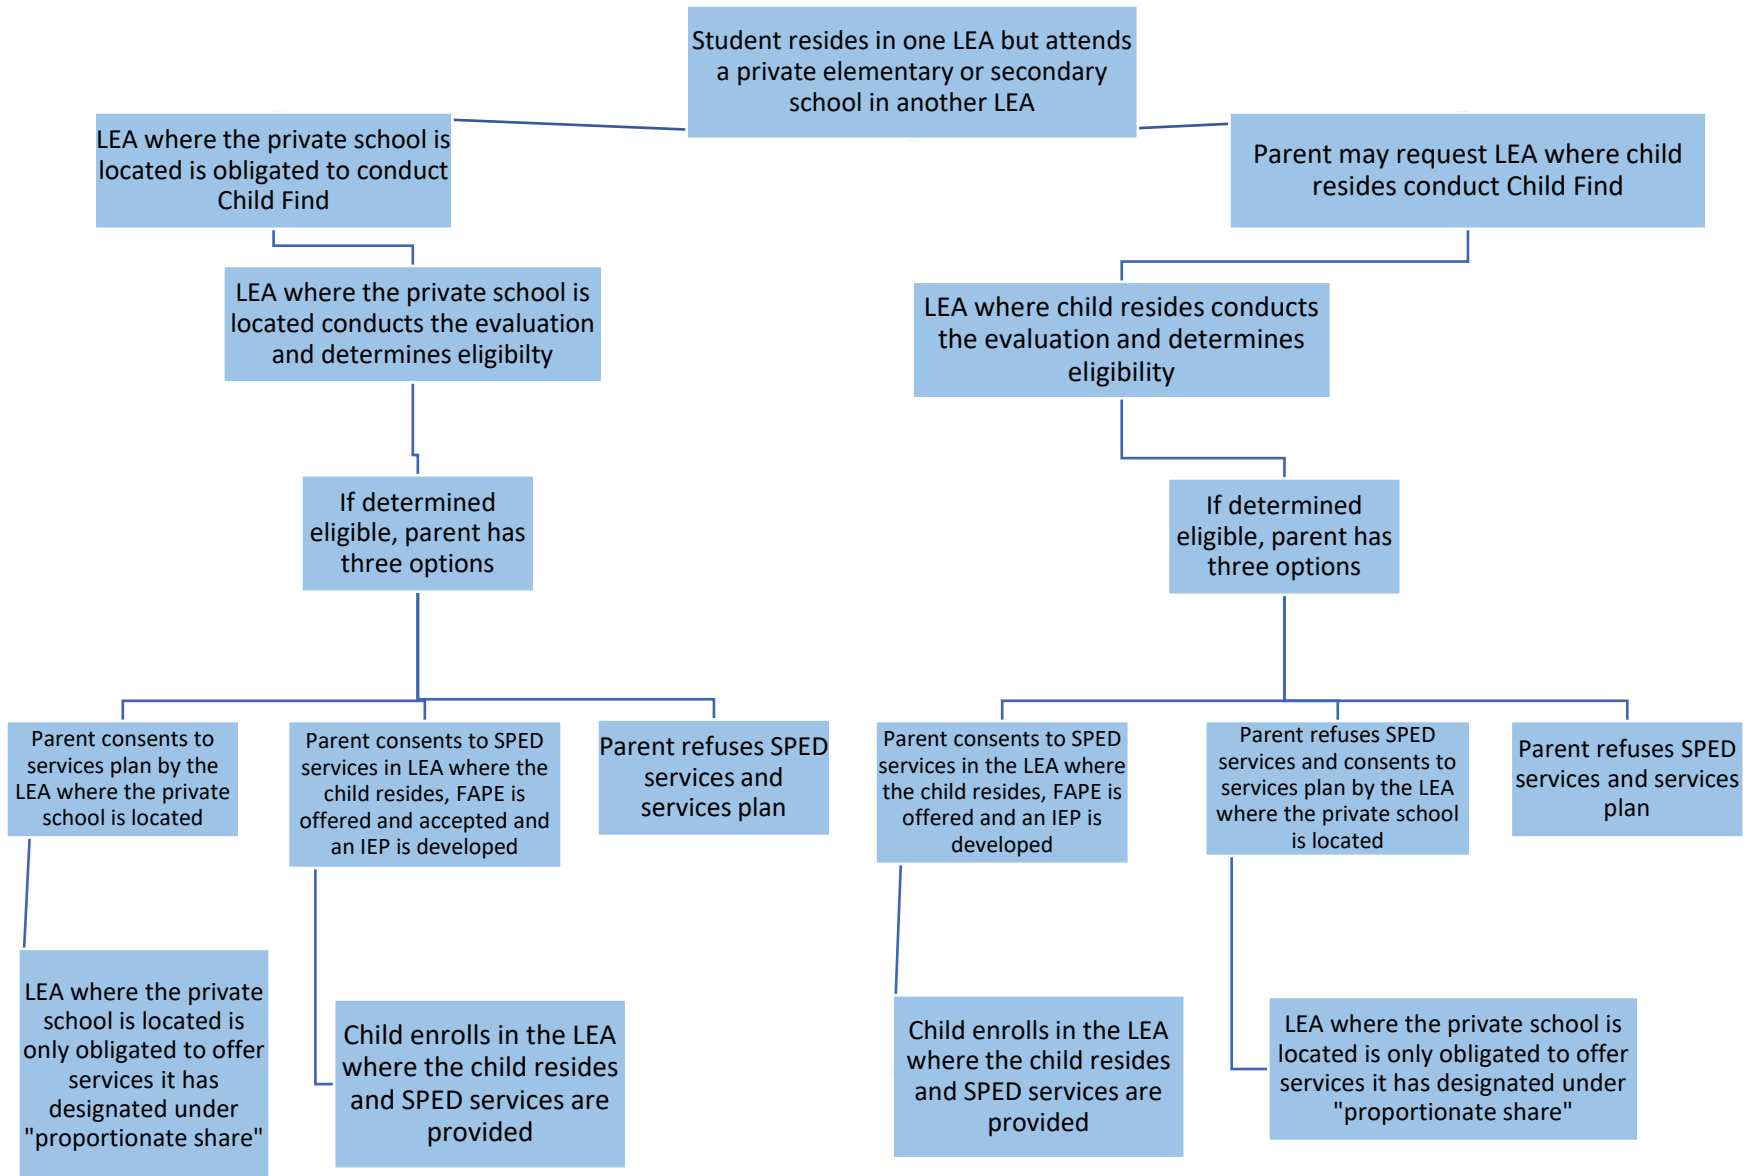 Student resides in one LEA but attends
a private elementary or secondary
school in another LEA
LEA where the private school is
located is obligated to conduct
Child Find
Parent may request LEA where child
resides conduct Child Find
LEA where the private school is
located conducts the evaluation
and determines eligibilty
LEA where child resides conducts
the evaluation and determines
eligibility
If determined
eligible, parent has
three options
If determined
eligible, parent has
three options
Parent consents to
services plan by the
LEA where the private
school is located
Parent consents to SPED
services in LEA where the
child resides, FAPE is
offered and accepted and
an IEP is developed
Parent refuses SPED
services and
services plan
Parent consents to SPED
services in the LEA where
the child resides, FAPE is
offered and an IEP is
developed
Parent refuses SPED
services and consents to
services plan by the LEA
where the private school
is located
Parent refuses SPED
services and services
plan
LEA where the private
school is located is
only obligated to offer
services it has
designated under
"proportionate share"
Child enrolls in the LEA
where the child resides
and SPED services are
provided
Child enrolls in the LEA
where the child resides
and SPED services are
provided
LEA where the private school is
located is only obligated to offer
services it has designated under
"proportionate share"